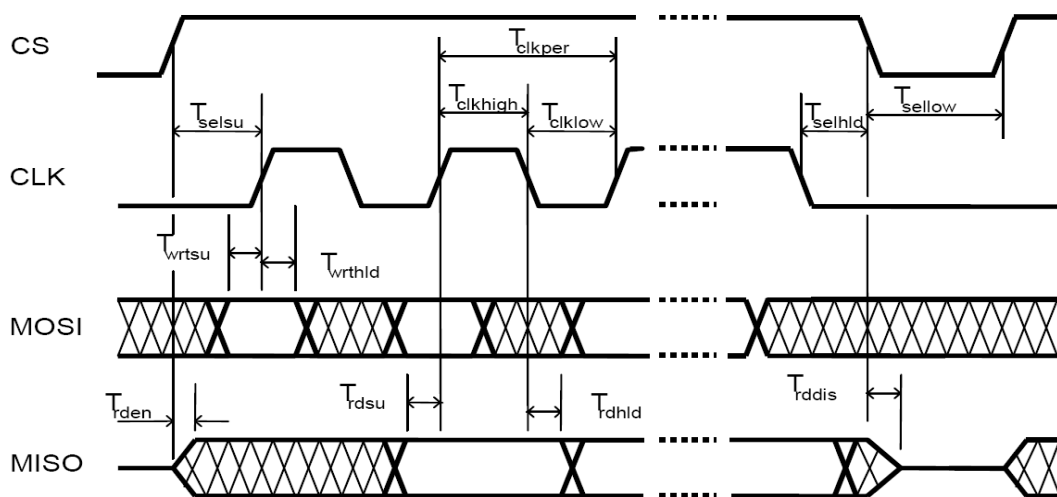 CS
Tclkper
Tclkhigh
Tselsu
Tclklow
Tselhld
Tsellow
CLK
Twrtsu
Twrthld
MOSI
Trden
Trdsu
Trdhld
Trddis
MISO